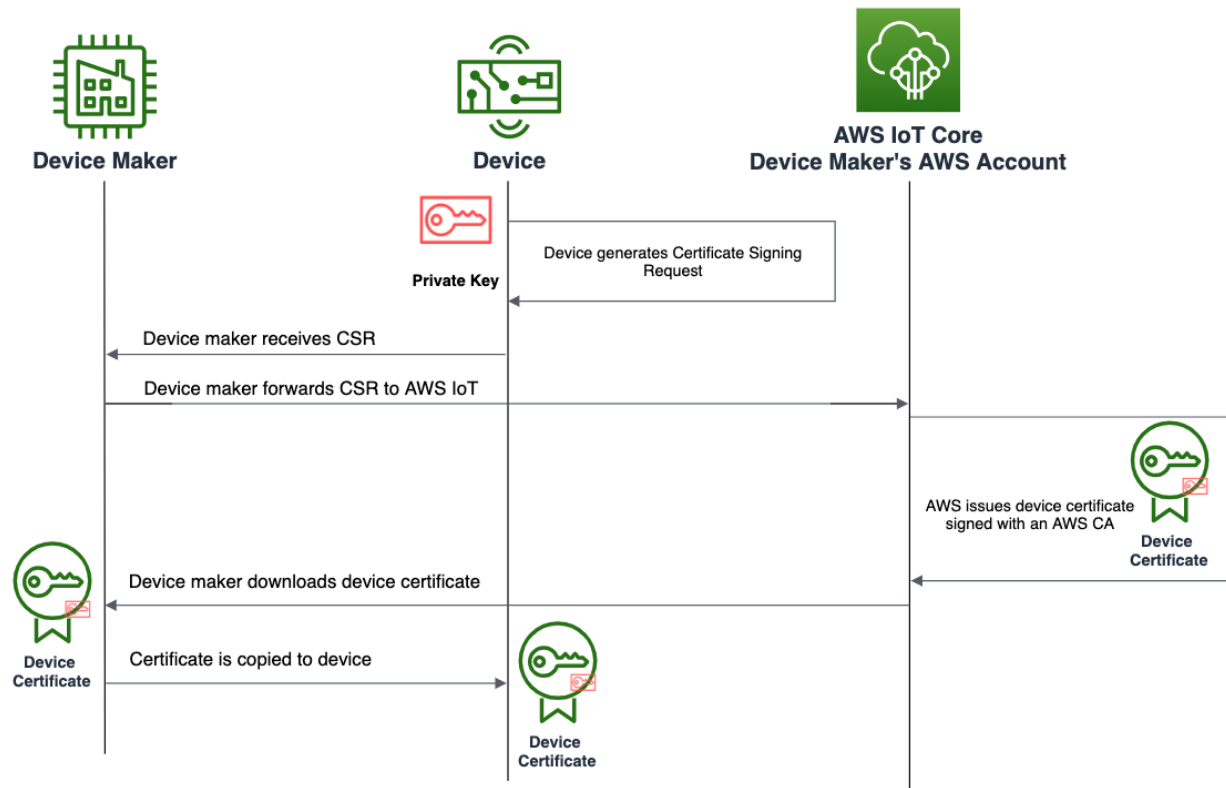 Device Maker
Device
AWS IoT Core
Device Maker's AWS Account
Device generates Certificate Signing
Request
Private Key
Device maker receives CSR
Device maker forwards CSR to AWS IoT
AWS issues device certificate
signed with an AWS CA
Device
Certificate
Device maker downloads device certificate
Device
Certificate
Certificate is copied to device
Device
Certificate